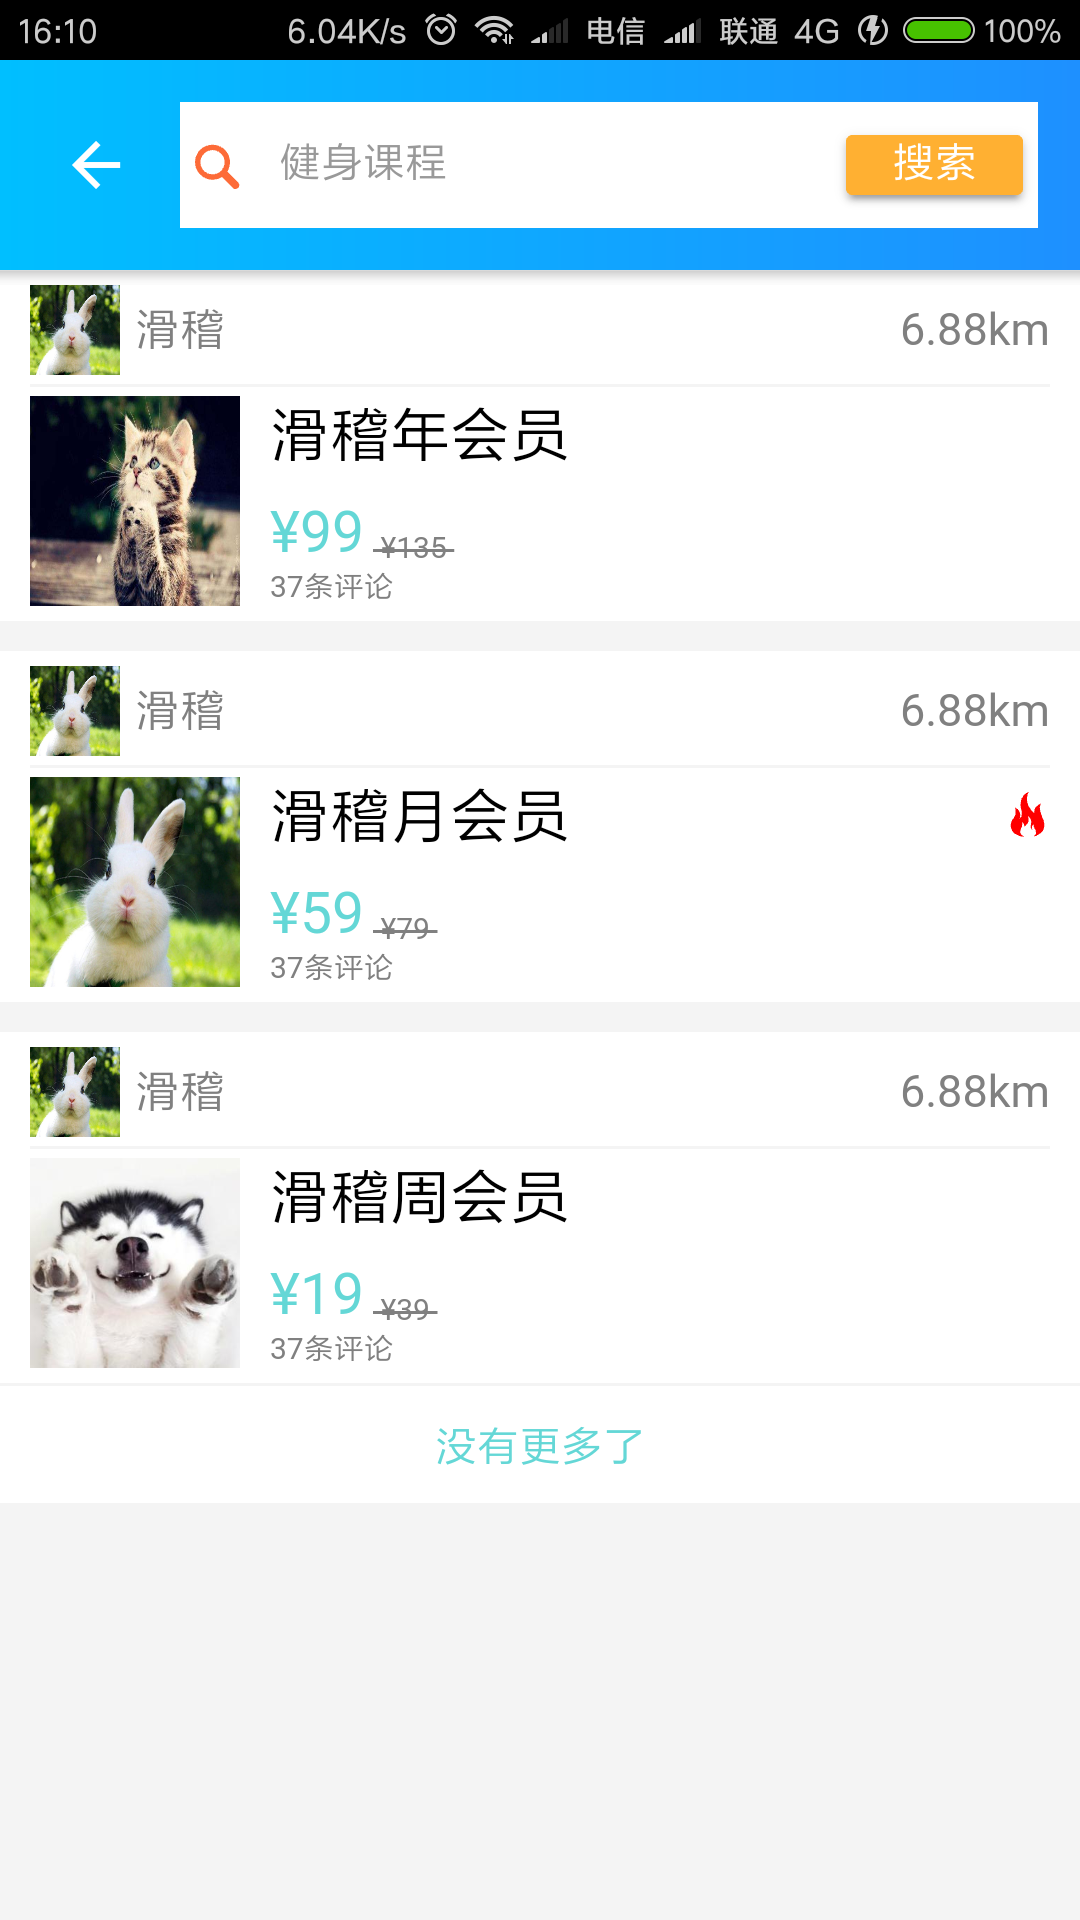 16:10 6.04K/s 电信 联通 4G 100%
健身课程 搜索
滑稽 6.88km
滑稽年会员
¥99 ¥135
37条评论
滑稽 6.88km
滑稽月会员
¥59 ¥79
37条评论
滑稽 6.88km
滑稽周会员
¥19 ¥39
37条评论
没有更多了